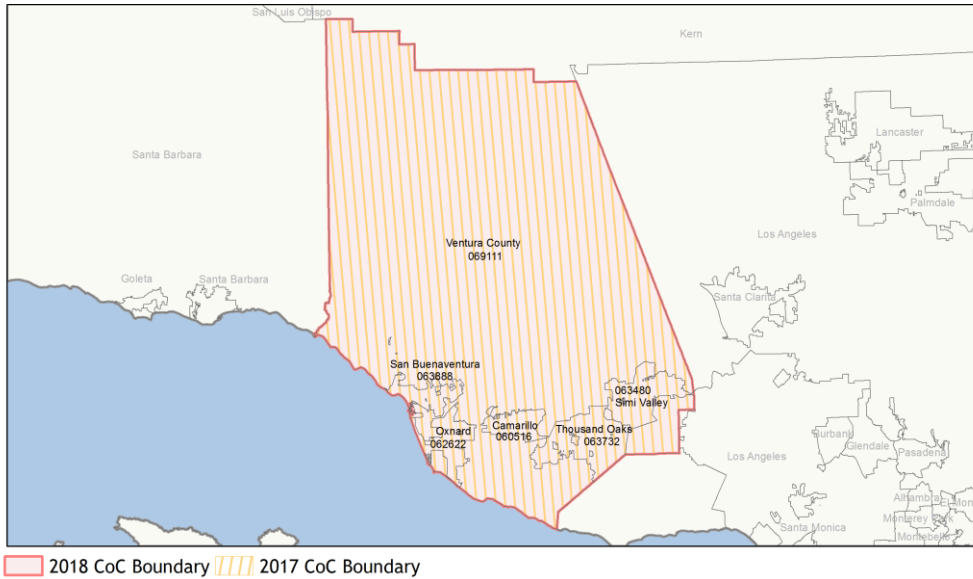 San Luis Obispo
Kern
Santa Barbara
Lancaster
Palmdale
Los Angeles
Ventura County
069111
Goleta
Santa Barbara
Santa Clarita
San Buenaventura
063888
063480
Simi Valley
Oxnard
062622
Camarillo
060516
Thousand Oaks
063732
Burbank
Glendale
Pasadena
Los Angeles
Alhambra
El Mon
Monterey Park
Montebello
Santa Monica
2018 CoC Boundary
2017 CoC Boundary